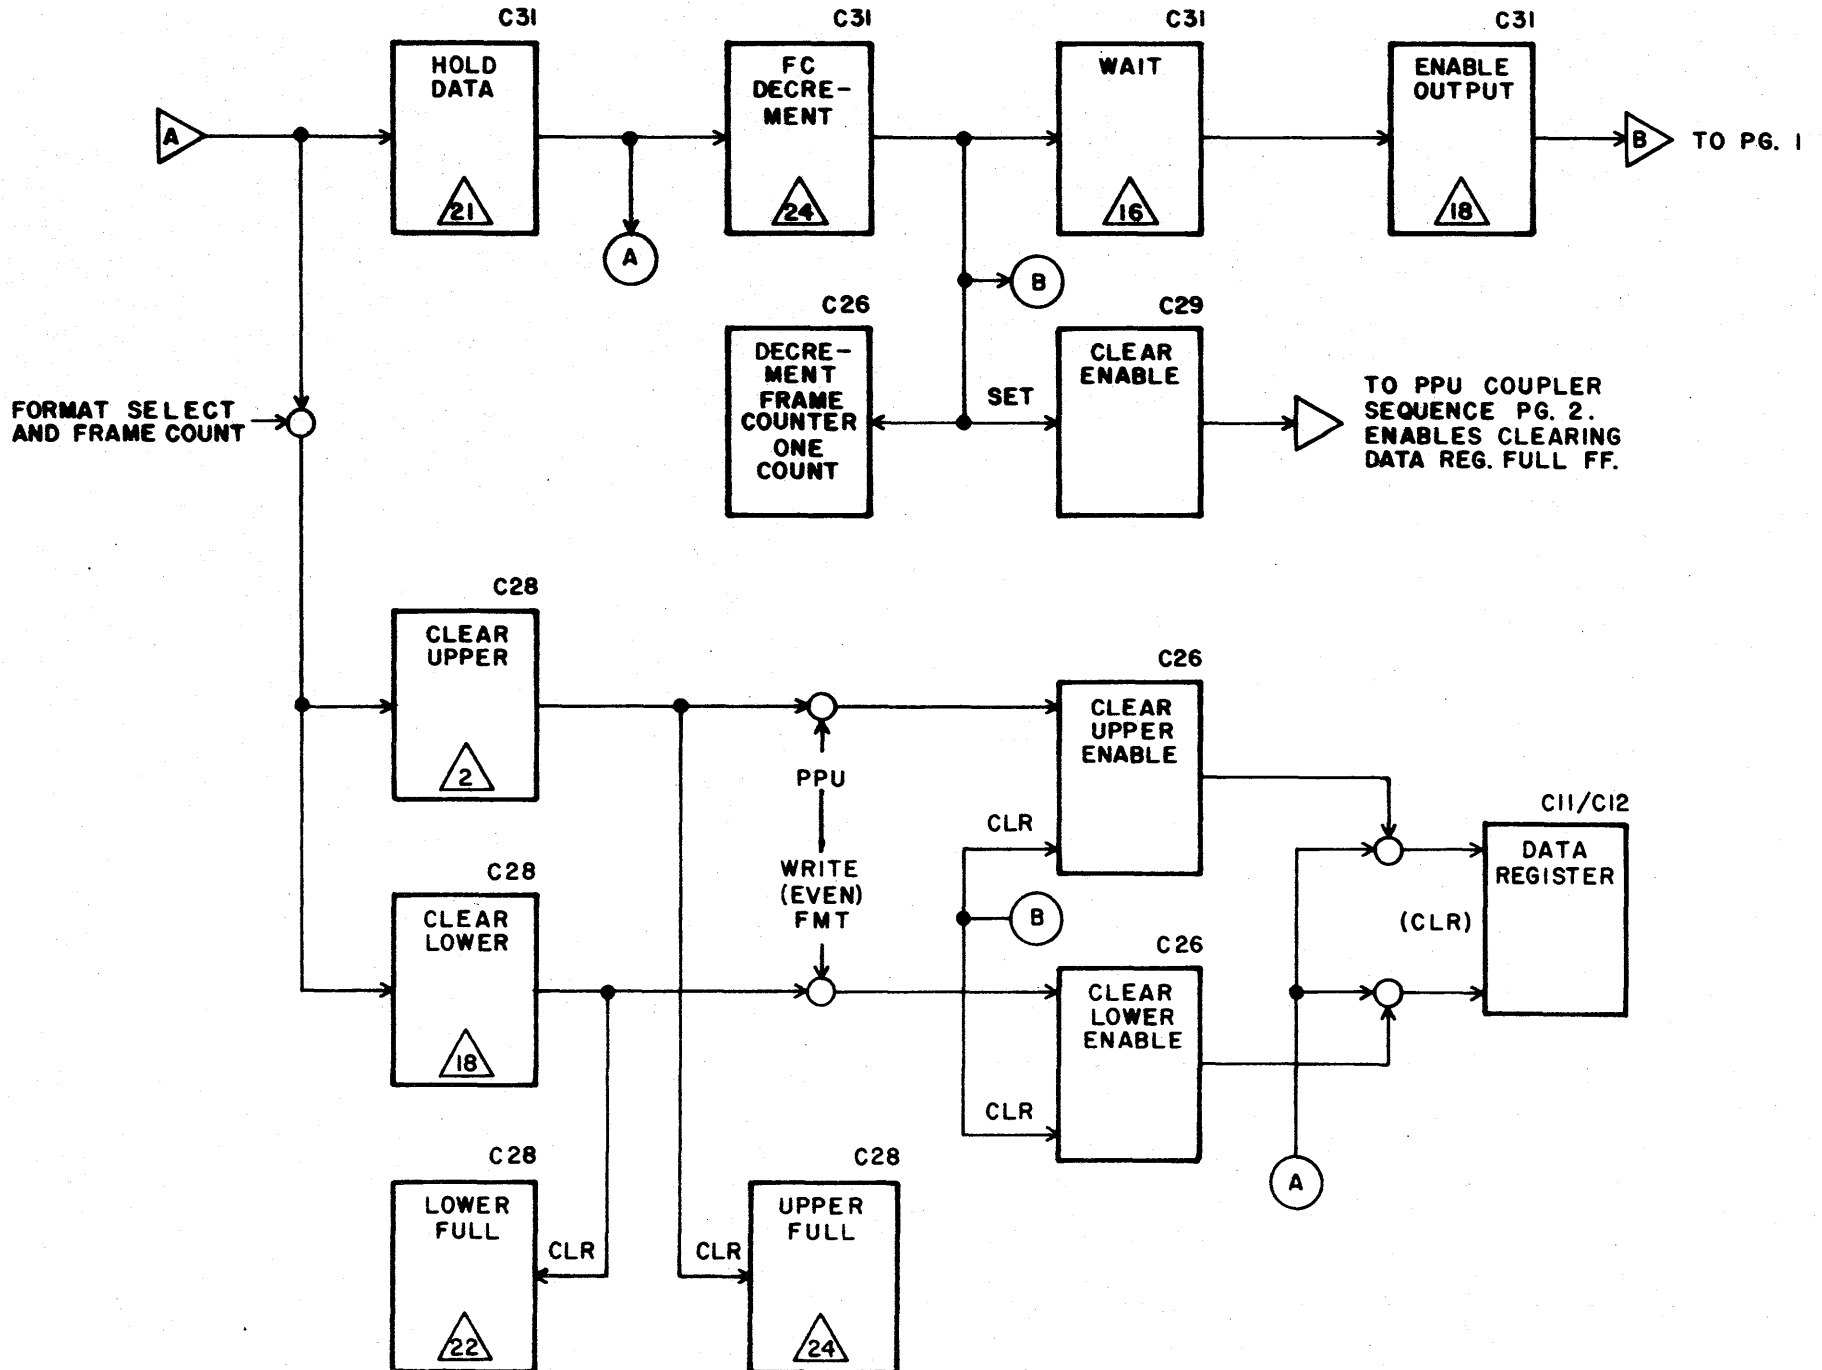 C31
C31
C31
C31
HOLD
DATA
21
FC
DECRE-
MENT
24
WAIT
16
ENABLE
OUTPUT
18
A
B
TO PG. 1
A
B
C26
C29
DECRE-
MENT
FRAME
COUNTER
ONE
COUNT
SET
CLEAR
ENABLE
TO PPU COUPLER
SEQUENCE PG. 2.
ENABLES CLEARING
DATA REG. FULL FF.
FORMAT SELECT
AND FRAME COUNT
C28
CLEAR
UPPER
2
C26
CLEAR
UPPER
ENABLE
PPU
WRITE
(EVEN)
FMT
CLR
B
CLR
C11/C12
DATA
REGISTER
(CLR)
C28
CLEAR
LOWER
18
C26
CLEAR
LOWER
ENABLE
A
C28
LOWER
FULL
22
CLR
CLR
C28
UPPER
FULL
24